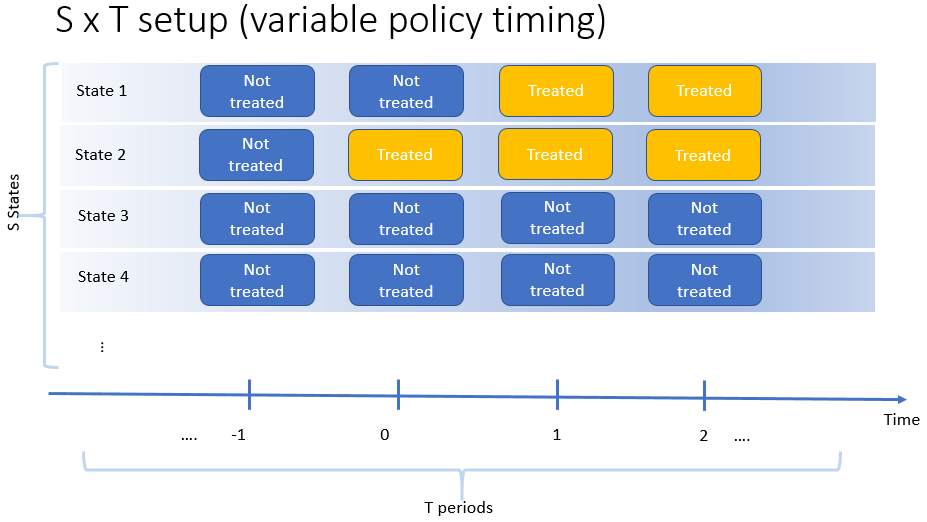 S x T setup (variable policy timing)
State 1
Not
treated
Not
treated
Treated
Treated
State 2
Not
treated
Treated
Treated
Treated
S States
State 3
Not
treated
Not
treated
Not
treated
Not
treated
State 4
Not
treated
Not
treated
Not
treated
Not
treated
...
Time
.... -1 0 1 2 ....
T periods